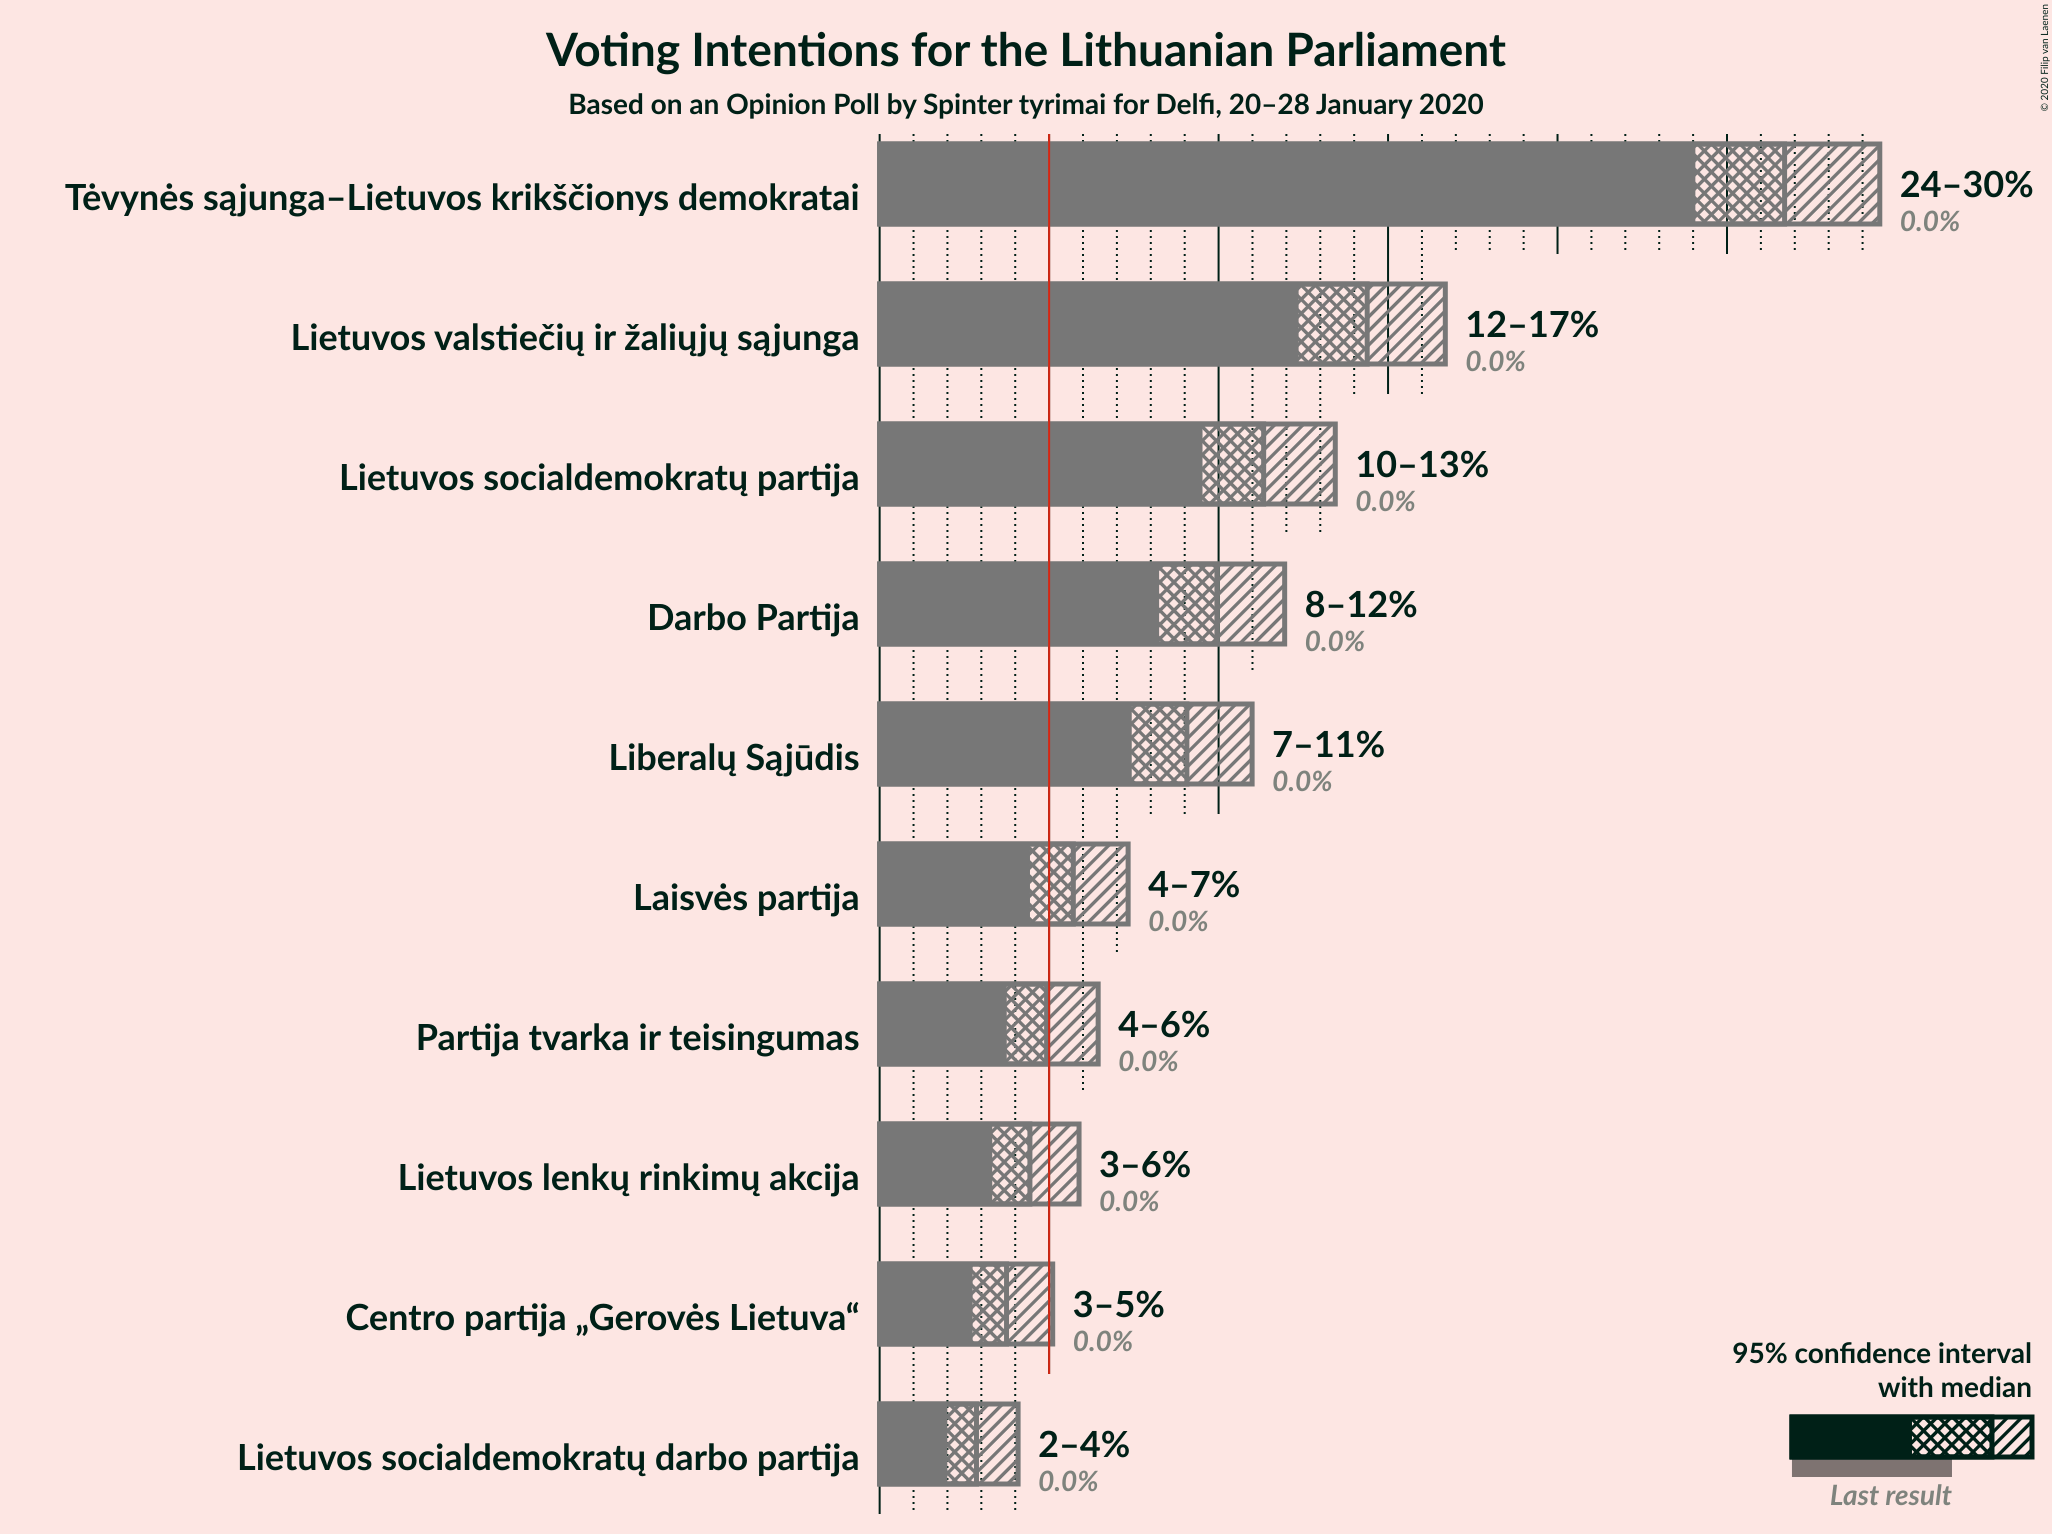 Voting Intentions for the Lithuanian Parliament
Based on an Opinion Poll by Spinter tyrimai for Delfi, 20–28 January 2020
© 2020 Filip van Laenen
Tėvynės sąjunga–Lietuvos krikščionys demokratai
24–30%
0.0%
Lietuvos valstiečių ir žaliųjų sąjunga
12–17%
0.0%
Lietuvos socialdemokratų partija
10–13%
0.0%
Darbo Partija
8–12%
0.0%
Liberalų Sąjūdis
7–11%
0.0%
Laisvės partija
4–7%
0.0%
Partija tvarka ir teisingumas
4–6%
0.0%
Lietuvos lenkų rinkimų akcija
3–6%
0.0%
Centro partija „Gerovės Lietuva“
3–5%
0.0%
Lietuvos socialdemokratų darbo partija
2–4%
0.0%
95% confidence interval
with median
Last result